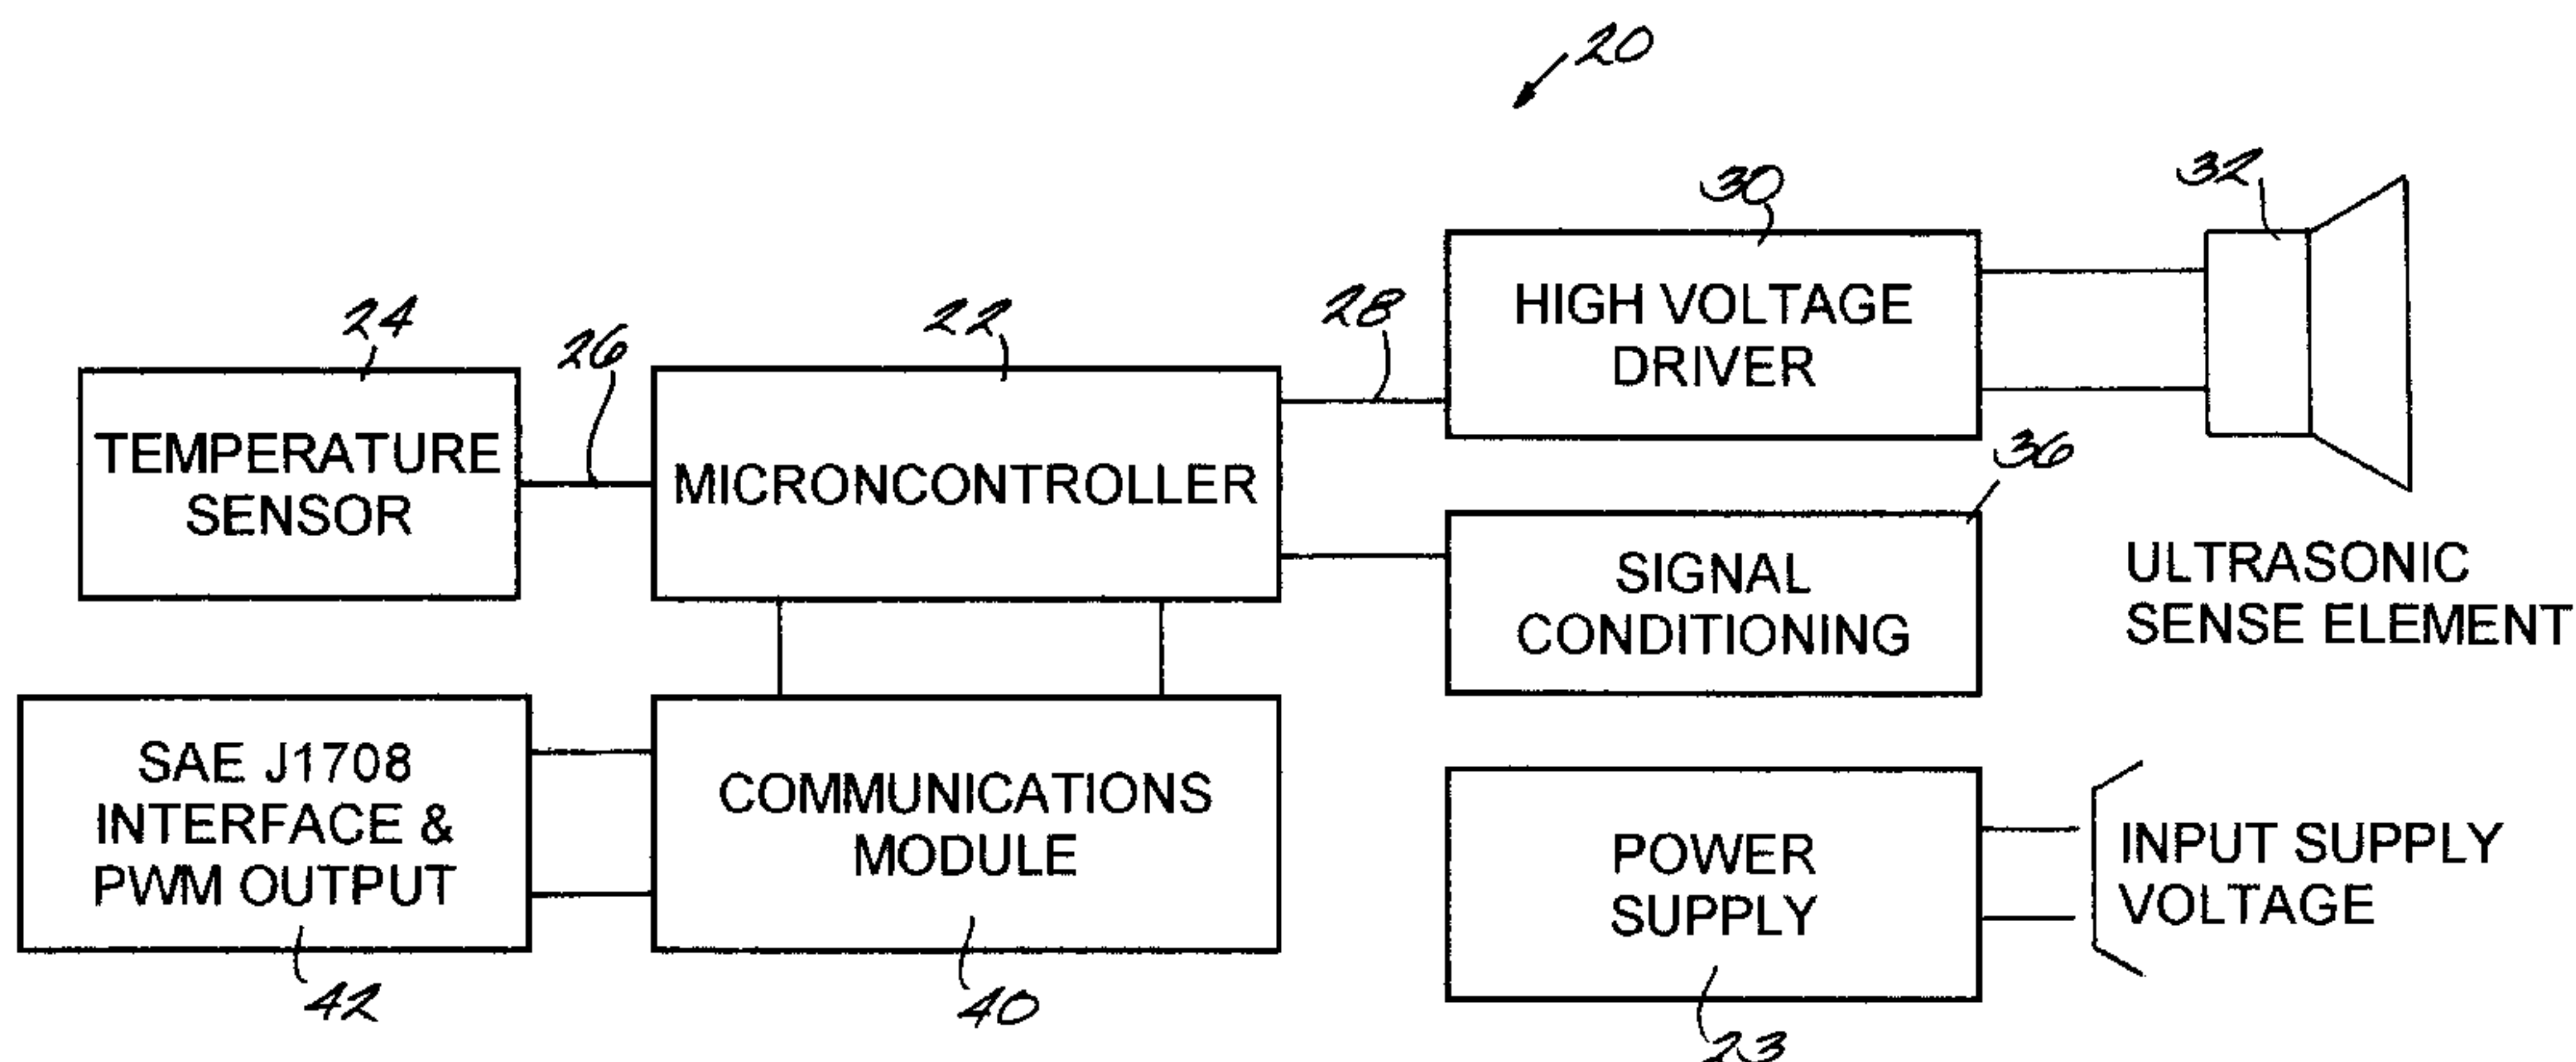 20
32
30
28
22
24
26
HIGH VOLTAGE
DRIVER
TEMPERATURE
SENSOR
MICRONCONTROLLER
36
SIGNAL
CONDITIONING
ULTRASONIC
SENSE ELEMENT
SAE J1708
INTERFACE &
PWM OUTPUT
COMMUNICATIONS
MODULE
POWER
SUPPLY
INPUT SUPPLY
VOLTAGE
42
40
23